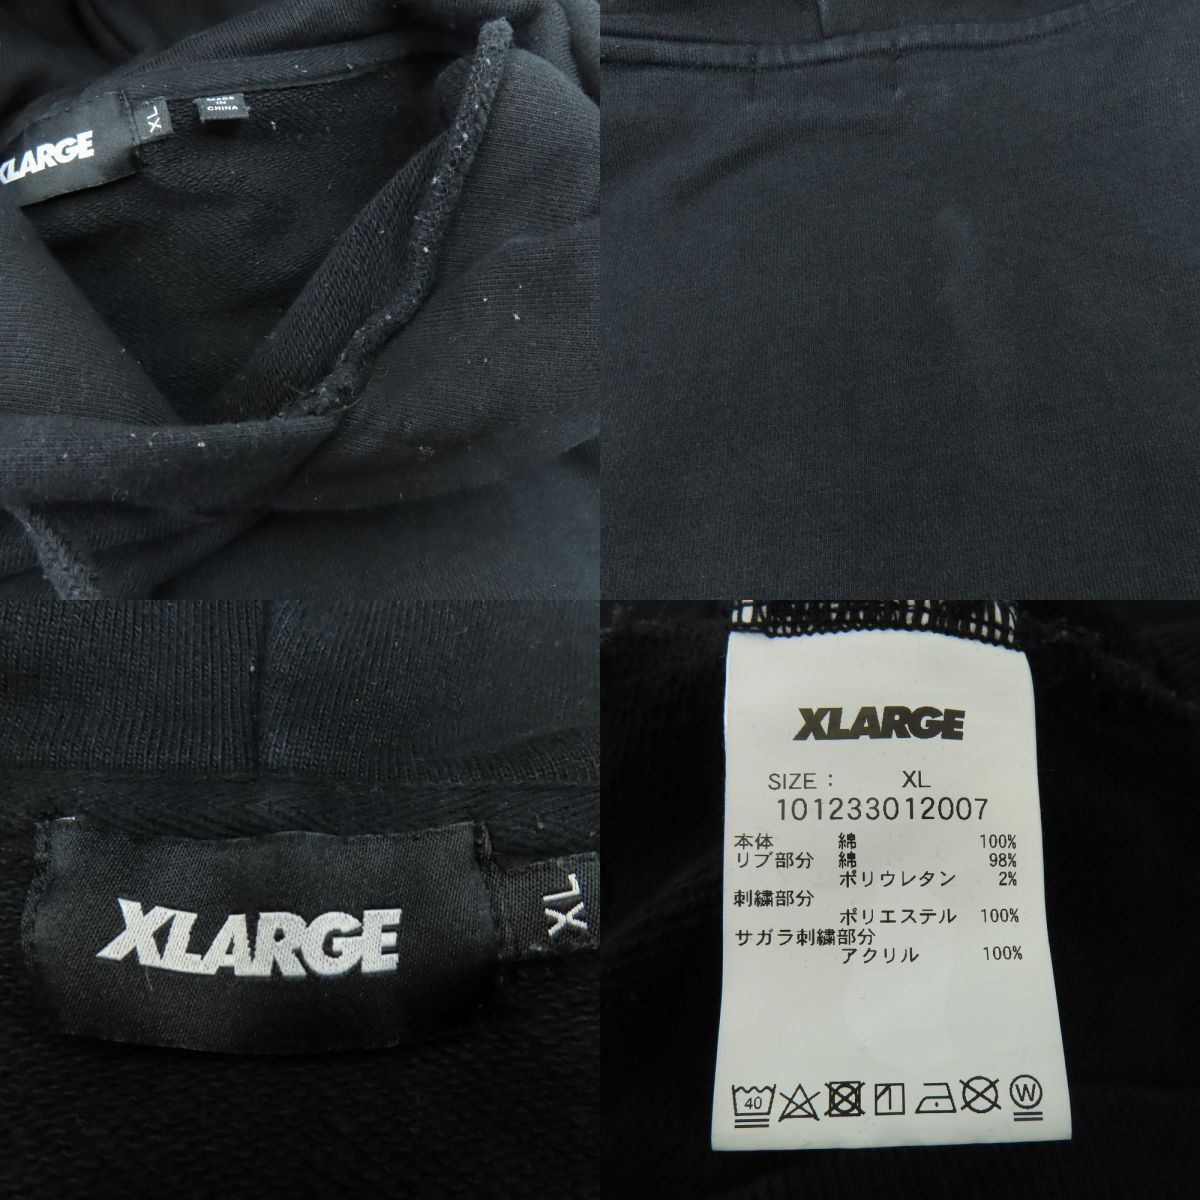 XLARGE
XL
MADE
IN
CHINA
XLARGE
XL
XLARGE
SIZE : XL
101233012007
本体 綿 100%
リブ部分 綿 98%
ポリウレタン 2%
刺繍部分
ポリエステル 100%
サガラ刺繍部分
アクリル 100%
40
W